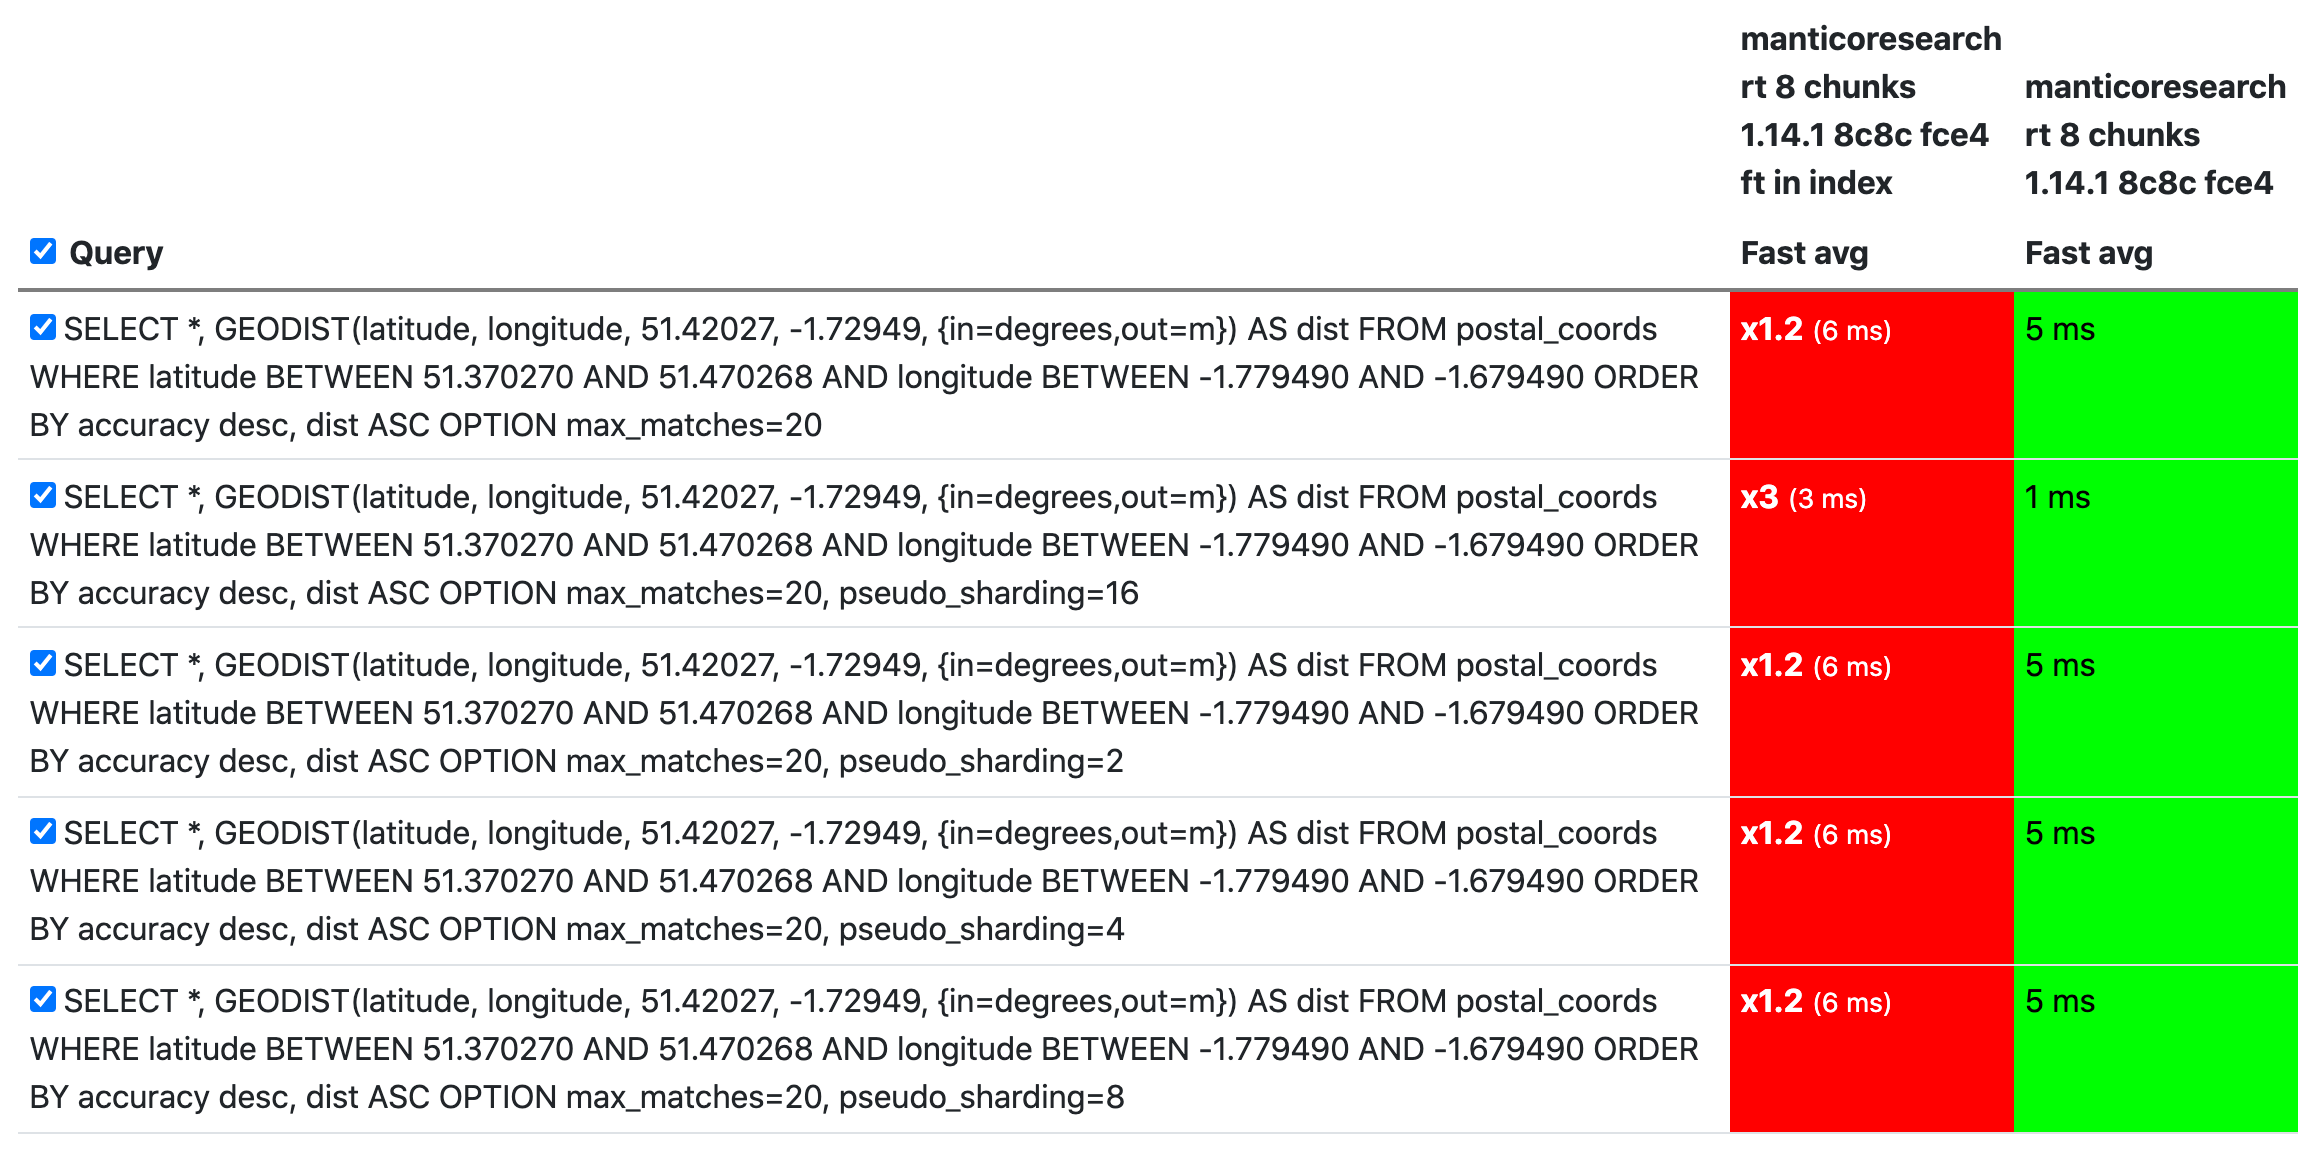 manticoresearch
rt 8 chunks
1.14.1 8c8c fce4
ft in index
manticoresearch
rt 8 chunks
1.14.1 8c8c fce4
Query
Fast avg
Fast avg
SELECT *, GEODIST(latitude, longitude, 51.42027, -1.72949, {in=degrees,out=m}) AS dist FROM postal_coords
WHERE latitude BETWEEN 51.370270 AND 51.470268 AND longitude BETWEEN -1.779490 AND -1.679490 ORDER
BY accuracy desc, dist ASC OPTION max_matches=20
x1.2 (6 ms)
5 ms
SELECT *, GEODIST(latitude, longitude, 51.42027, -1.72949, {in=degrees,out=m}) AS dist FROM postal_coords
WHERE latitude BETWEEN 51.370270 AND 51.470268 AND longitude BETWEEN -1.779490 AND -1.679490 ORDER
BY accuracy desc, dist ASC OPTION max_matches=20, pseudo_sharding=16
x3 (3 ms)
1 ms
SELECT *, GEODIST(latitude, longitude, 51.42027, -1.72949, {in=degrees,out=m}) AS dist FROM postal_coords
WHERE latitude BETWEEN 51.370270 AND 51.470268 AND longitude BETWEEN -1.779490 AND -1.679490 ORDER
BY accuracy desc, dist ASC OPTION max_matches=20, pseudo_sharding=2
x1.2 (6 ms)
5 ms
SELECT *, GEODIST(latitude, longitude, 51.42027, -1.72949, {in=degrees,out=m}) AS dist FROM postal_coords
WHERE latitude BETWEEN 51.370270 AND 51.470268 AND longitude BETWEEN -1.779490 AND -1.679490 ORDER
BY accuracy desc, dist ASC OPTION max_matches=20, pseudo_sharding=4
x1.2 (6 ms)
5 ms
SELECT *, GEODIST(latitude, longitude, 51.42027, -1.72949, {in=degrees,out=m}) AS dist FROM postal_coords
WHERE latitude BETWEEN 51.370270 AND 51.470268 AND longitude BETWEEN -1.779490 AND -1.679490 ORDER
BY accuracy desc, dist ASC OPTION max_matches=20, pseudo_sharding=8
x1.2 (6 ms)
5 ms